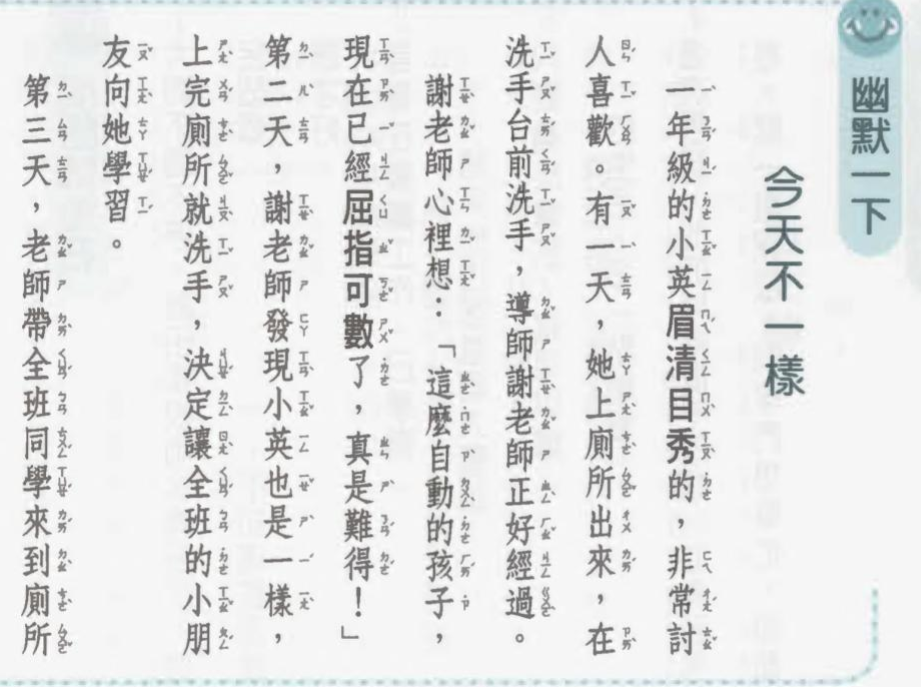 幽默一下
今天不一樣
一年級的小英眉清目秀的，非常討
人喜歡。有一天，她上廁所出來，在
洗手台前洗手，導師謝老師正好經過。
謝老師心裡想：「這麼自動的孩子，
現在已經屈指可數了，真是難得！」
第二天，謝老師發現小英也是一樣，
上完廁所就洗手，決定讓全班的小朋
友向她學習。
第三天，老師帶全班同學來到廁所